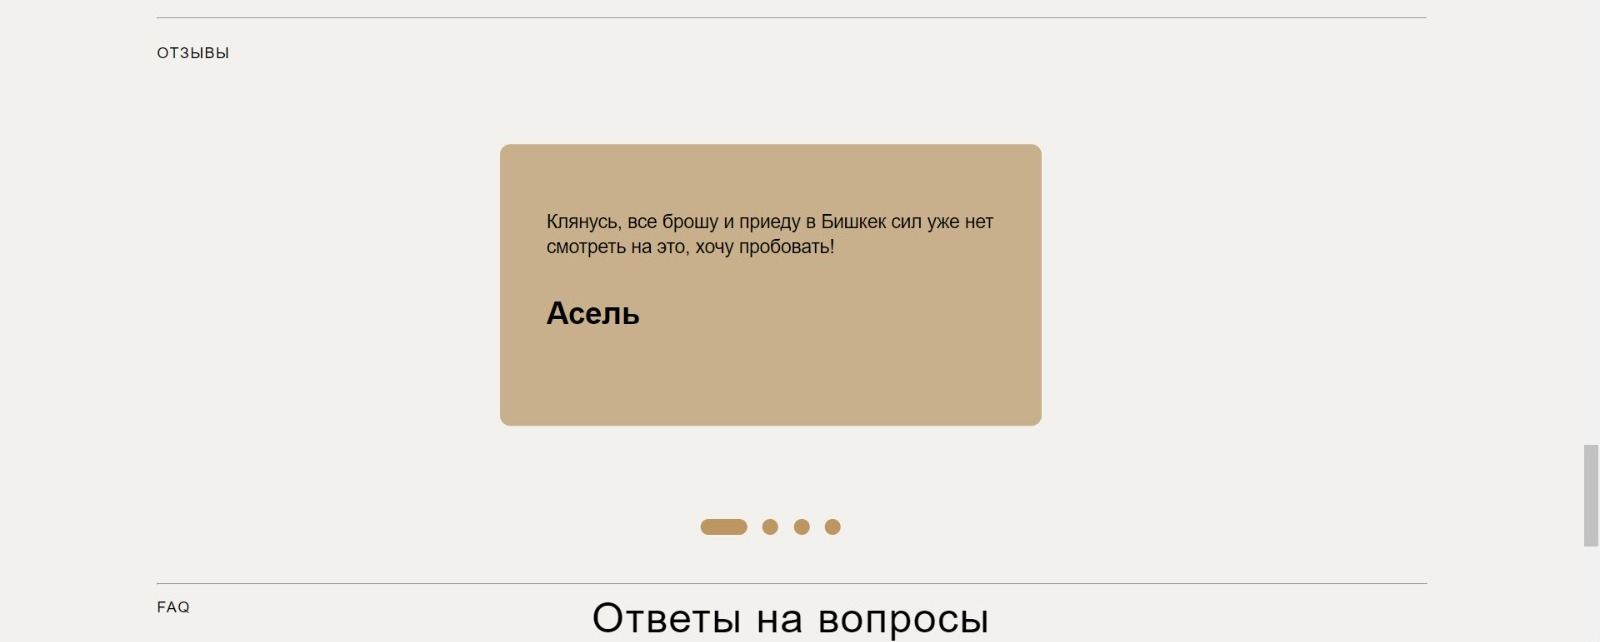 ОТЗЫВЫ
Клянусь, все брошу и приеду в Бишкек сил уже нет
смотреть на это, хочу пробовать!
Асель
FAQ
Ответы на вопросы